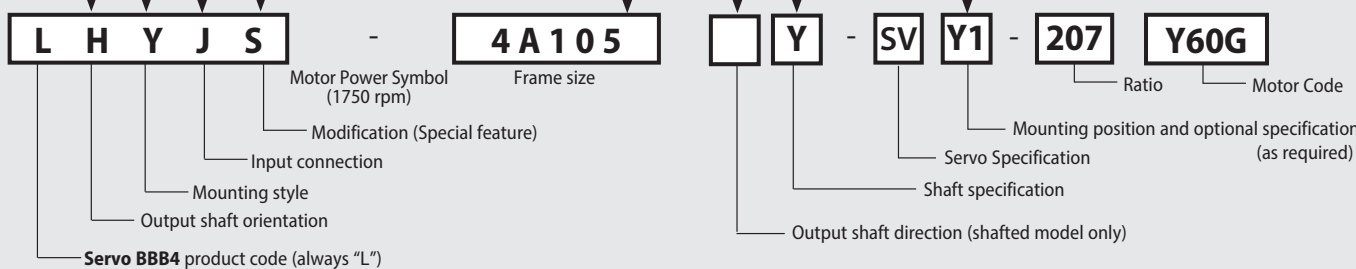 L H Y J S - 4 A 1 0 5 Y - SV Y1 - 207 Y60G
Motor Power Symbol
(1750 rpm)
Frame size
Ratio
Motor Code
Modification (Special feature)
Mounting position and optional specification
(as required)
Input connection
Servo Specification
Mounting style
Shaft specification
Output shaft orientation
Output shaft direction (shafted model only)
Servo BBB4 product code (always “L”)